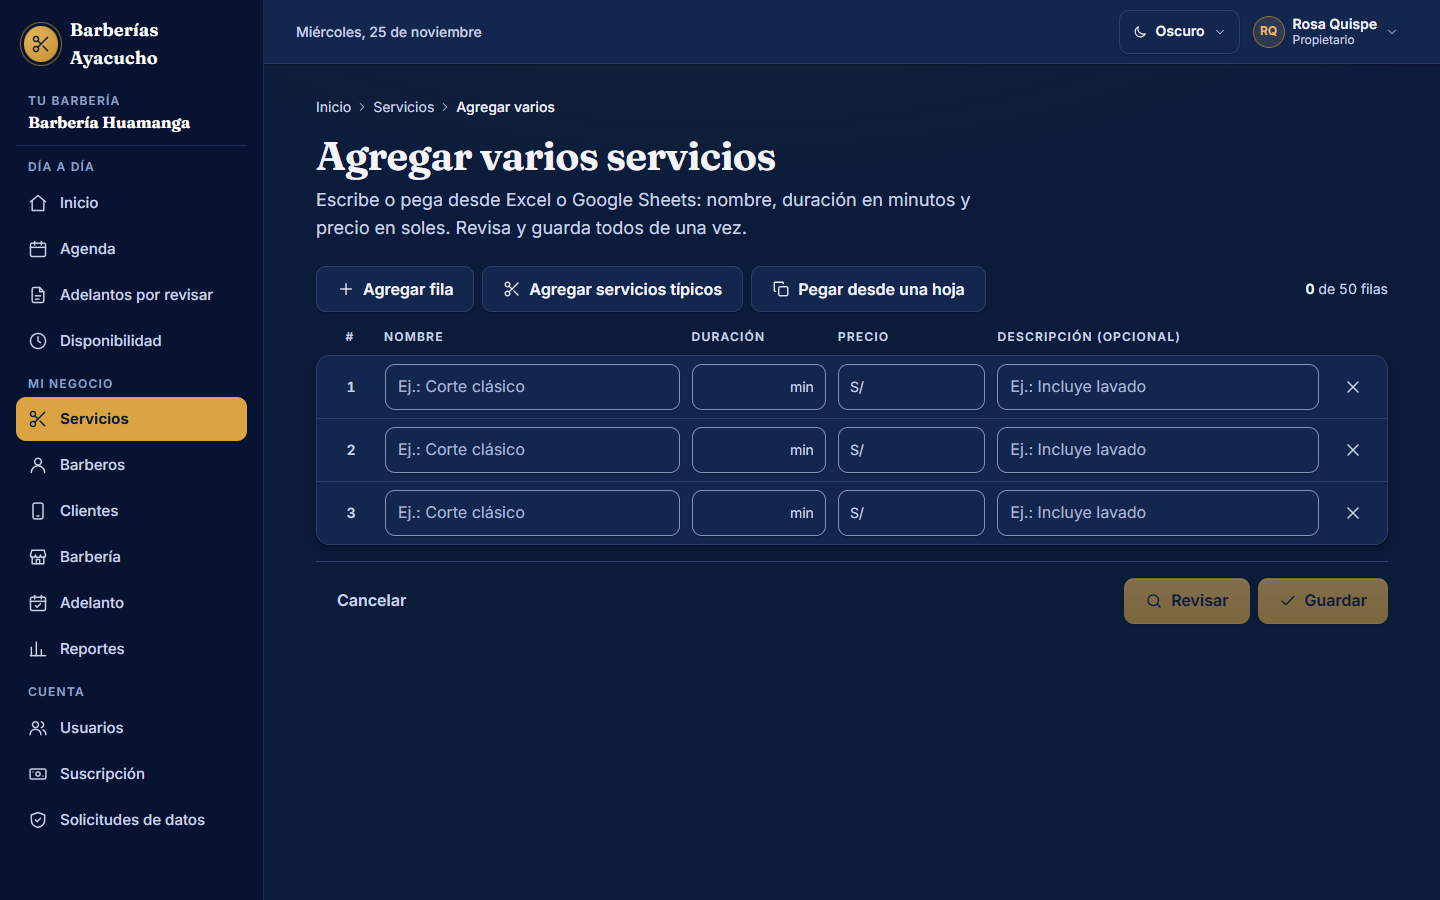 Barberías
Ayacucho
TU BARBERÍA
Barbería Huamanga
DÍA A DÍA
Inicio
Agenda
Adelantos por revisar
Disponibilidad
MI NEGOCIO
Servicios
Barberos
Clientes
Barbería
Adelanto
Reportes
CUENTA
Usuarios
Suscripción
Solicitudes de datos
Miércoles, 25 de noviembre
Oscuro
RQ
Rosa Quispe
Propietario
Inicio > Servicios > Agregar varios
Agregar varios servicios
Escribe o pega desde Excel o Google Sheets: nombre, duración en minutos y
precio en soles. Revisa y guarda todos de una vez.
Agregar fila
Agregar servicios típicos
Pegar desde una hoja
0 de 50 filas
# NOMBRE DURACIÓN PRECIO DESCRIPCIÓN (OPCIONAL)
1 Ej.: Corte clásico min S/ Ej.: Incluye lavado
2 Ej.: Corte clásico min S/ Ej.: Incluye lavado
3 Ej.: Corte clásico min S/ Ej.: Incluye lavado
Cancelar
Revisar
Guardar